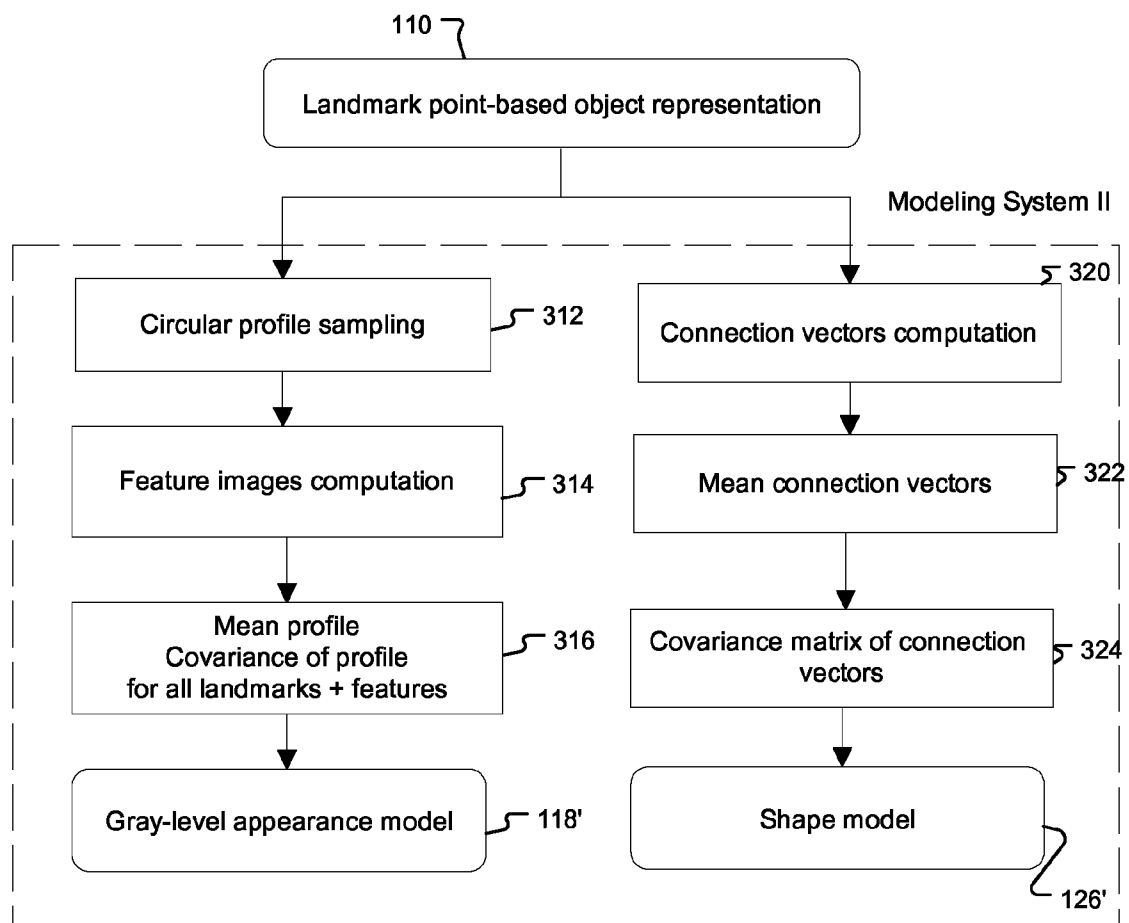 110
Landmark point-based object representation
Modeling System II
Circular profile sampling
312
320
Connection vectors computation
Feature images computation
314
Mean connection vectors
322
Mean profile
Covariance of profile
for all landmarks + features
316
Covariance matrix of connection
vectors
324
Gray-level appearance model
118'
Shape model
126'